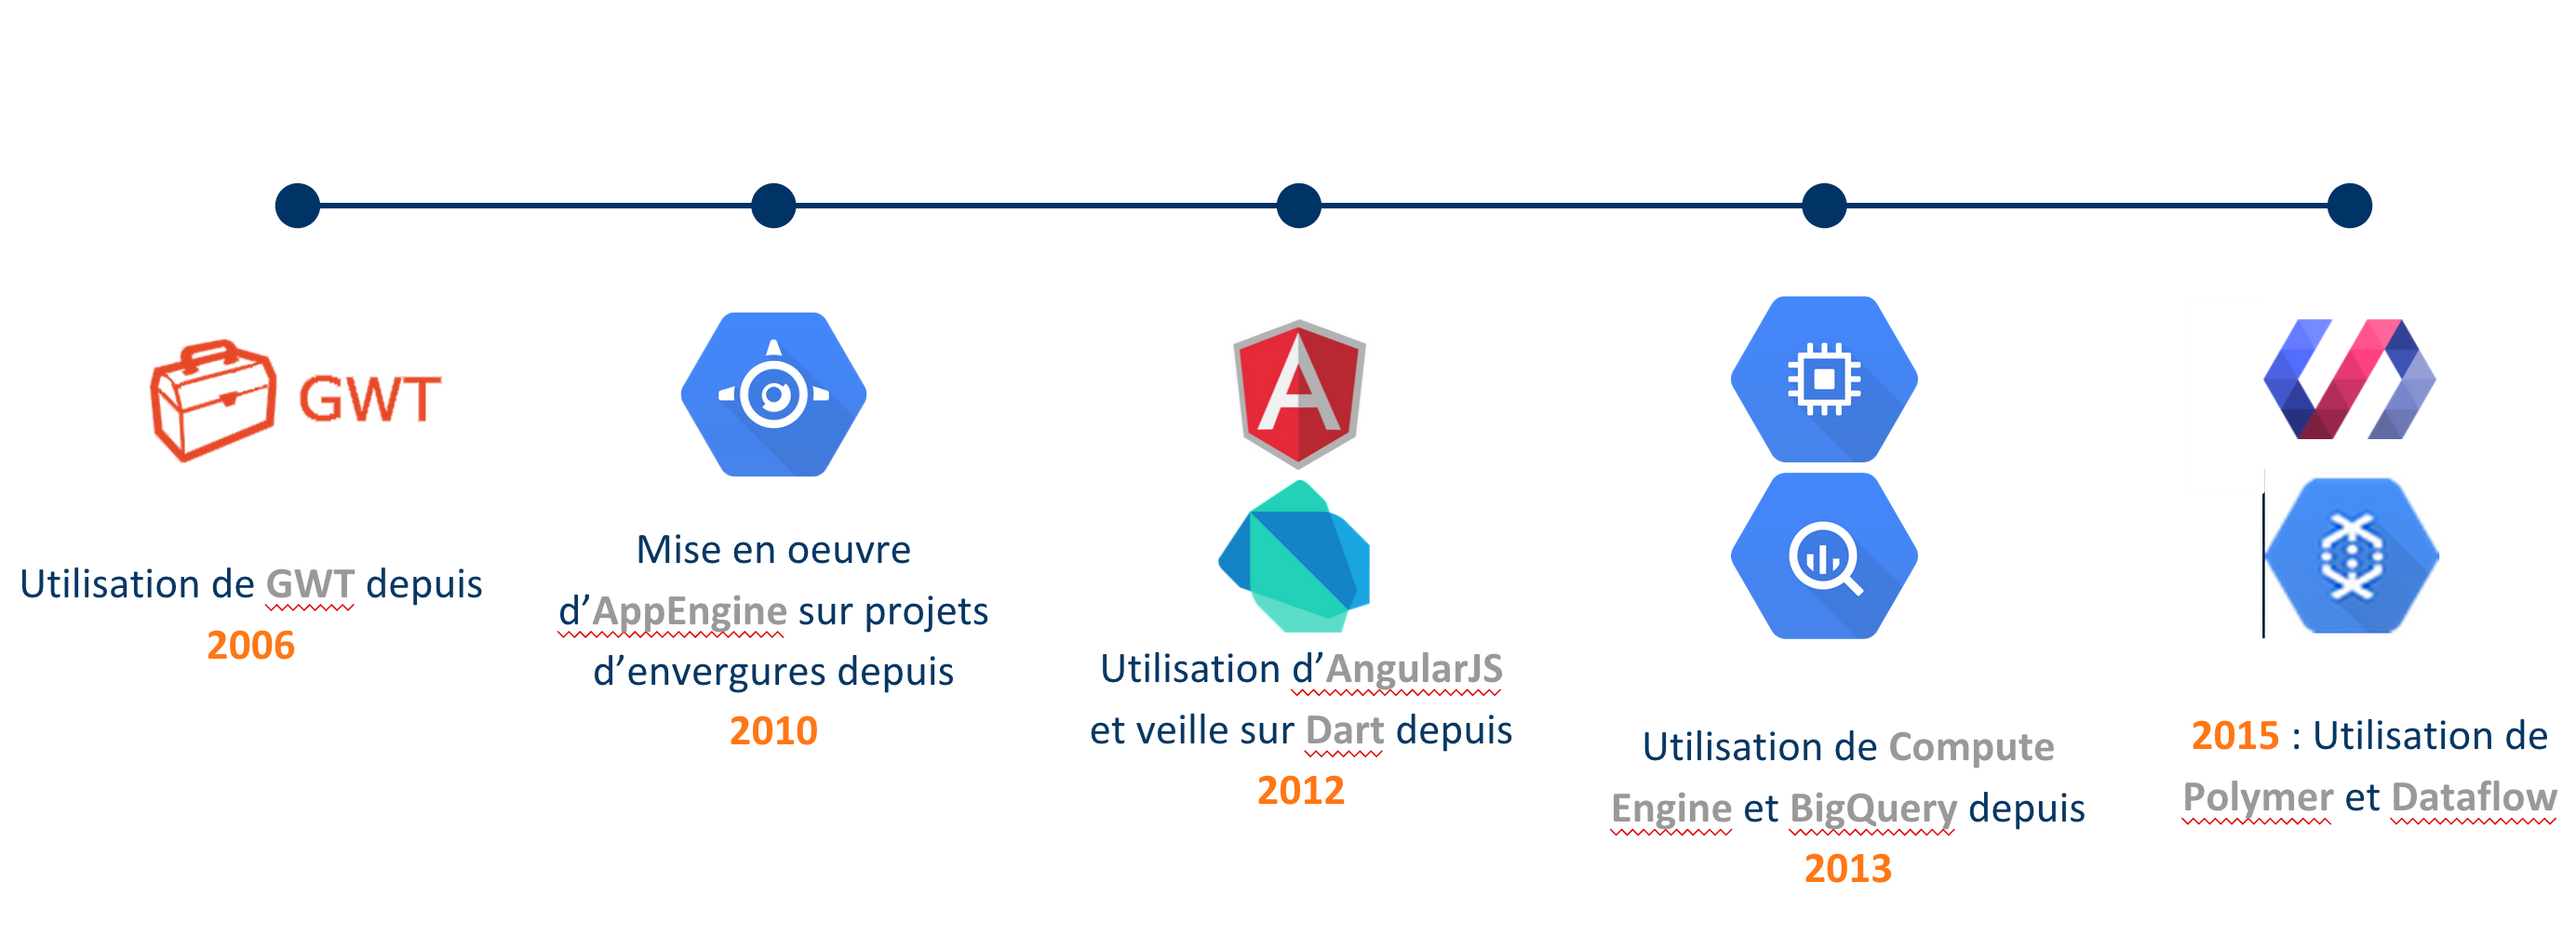 GWT
Utilisation de GWT depuis
2006
Mise en oeuvre
d’AppEngine sur projets
d’envergures depuis
2010
Utilisation d’AngularJS
et veille sur Dart depuis
2012
Utilisation de Compute
Engine et BigQuery depuis
2013
2015 : Utilisation de
Polymer et Dataflow